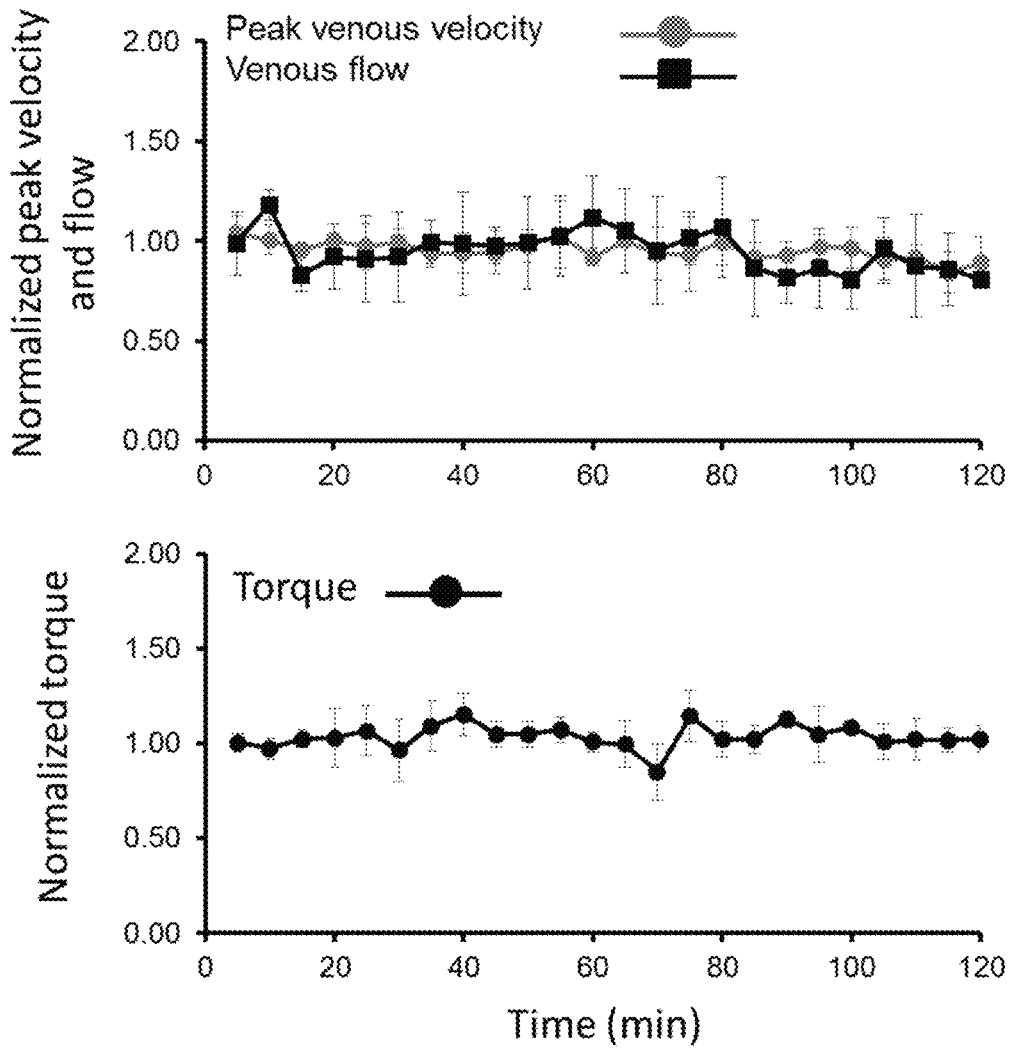 Normalized peak velocity
and flow
2.00
1.50
1.00
0.50
0.00
Peak venous velocity
Venous flow
0 20 40 60 80 100 120
Normalized torque
2.00
1.50
1.00
0.50
0.00
Torque
0 20 40 60 80 100 120
Time (min)